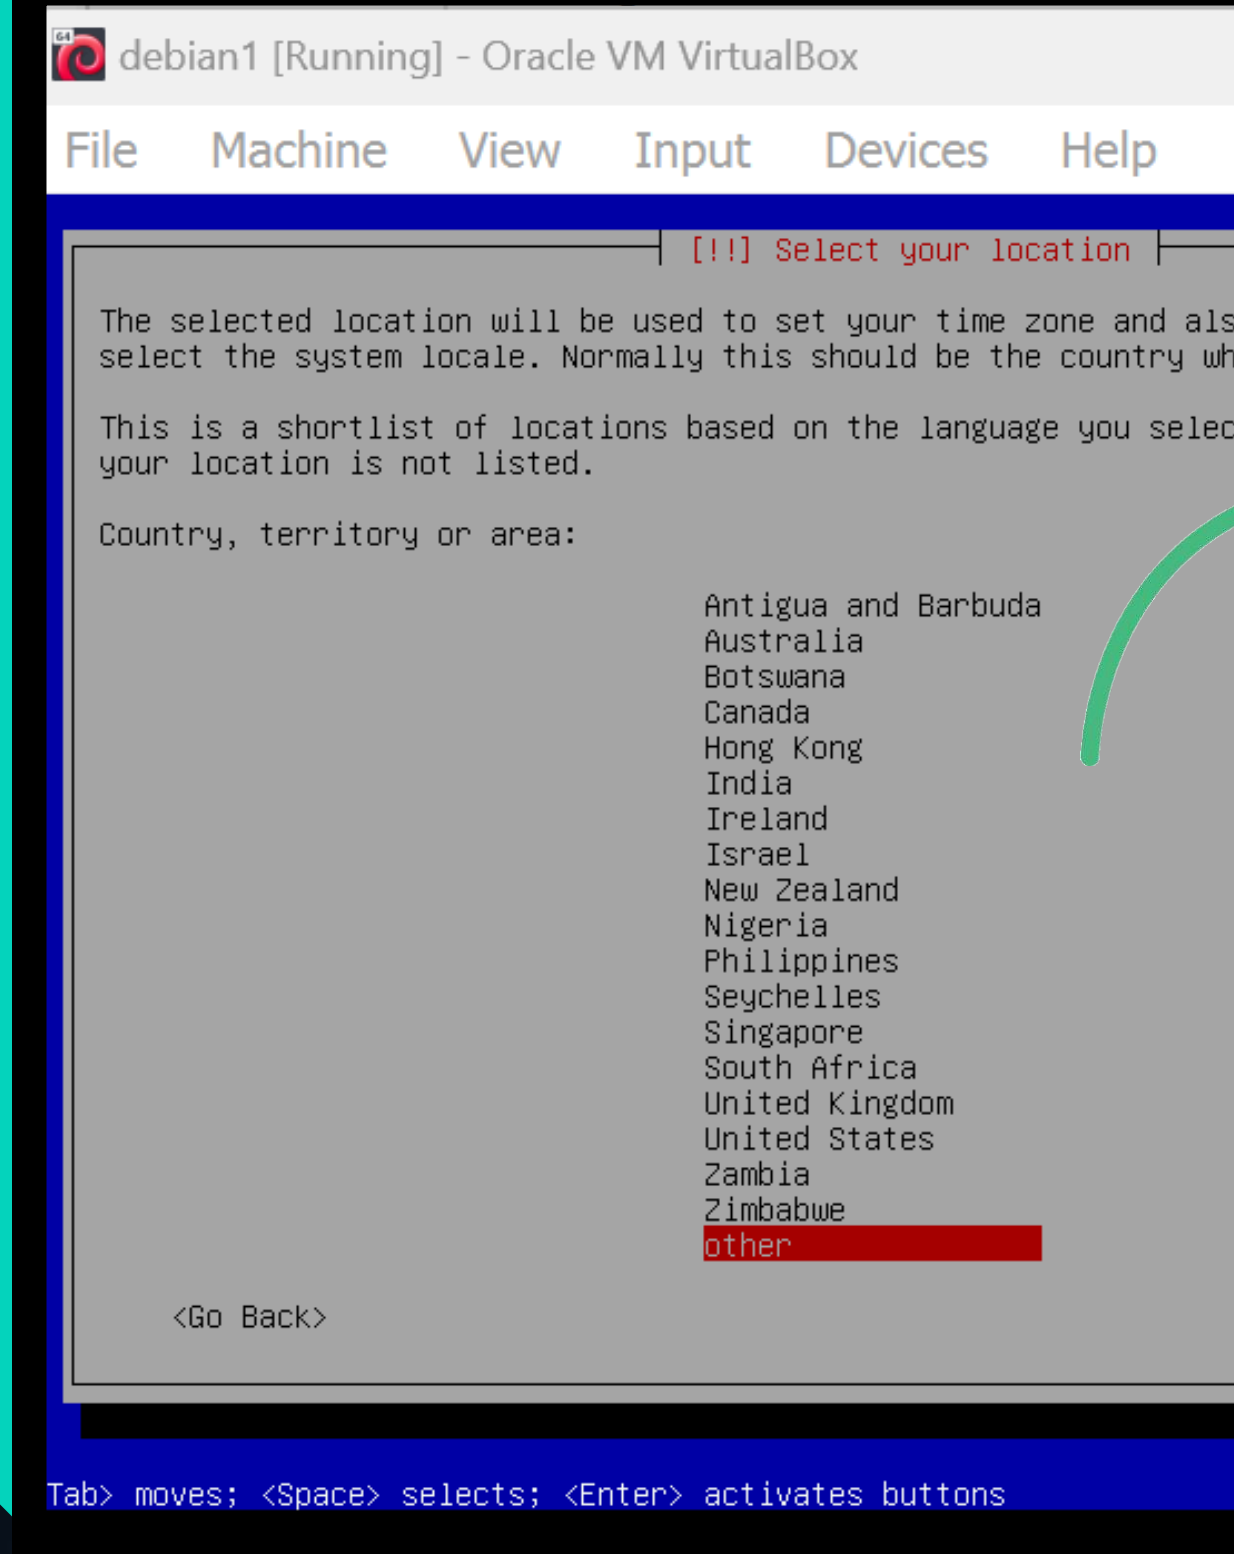 64
debian1 [Running] - Oracle VM VirtualBox
File Machine View Input Devices Help
[!!] Select your location
The selected location will be used to set your time zone and als
select the system locale. Normally this should be the country wh
This is a shortlist of locations based on the language you selec
your location is not listed.
Country, territory or area:
Antigua and Barbuda
Australia
Botswana
Canada
Hong Kong
India
Ireland
Israel
New Zealand
Nigeria
Philippines
Seychelles
Singapore
South Africa
United Kingdom
United States
Zambia
Zimbabwe
other
<Go Back>
Tab> moves; <Space> selects; <Enter> activates buttons